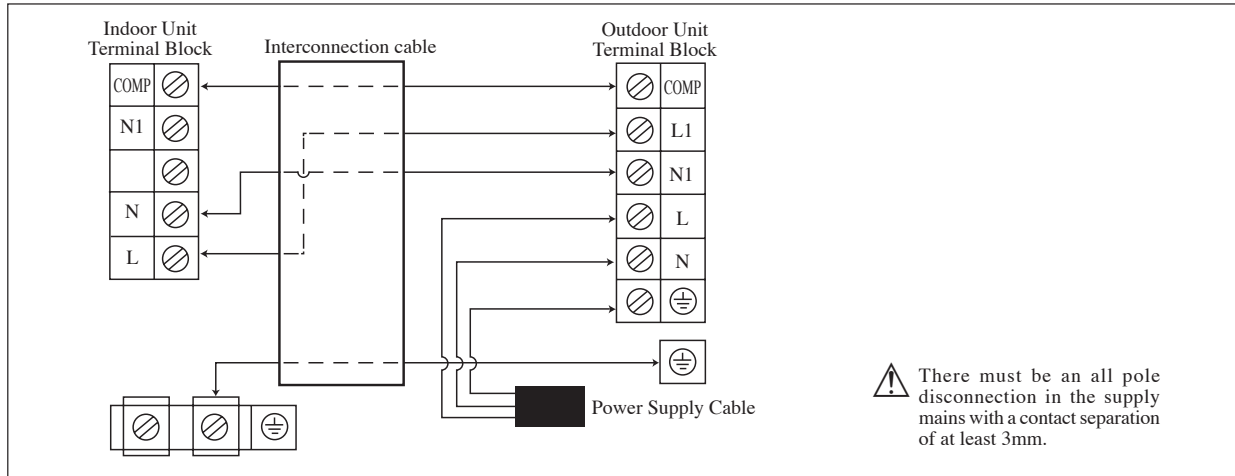 Indoor Unit
Terminal Block
Interconnection cable
Outdoor Unit
Terminal Block
COMP
N1
N
L
COMP
L1
N1
L
N
Power Supply Cable
There must be an all pole
disconnection in the supply
mains with a contact separation
of at least 3mm.